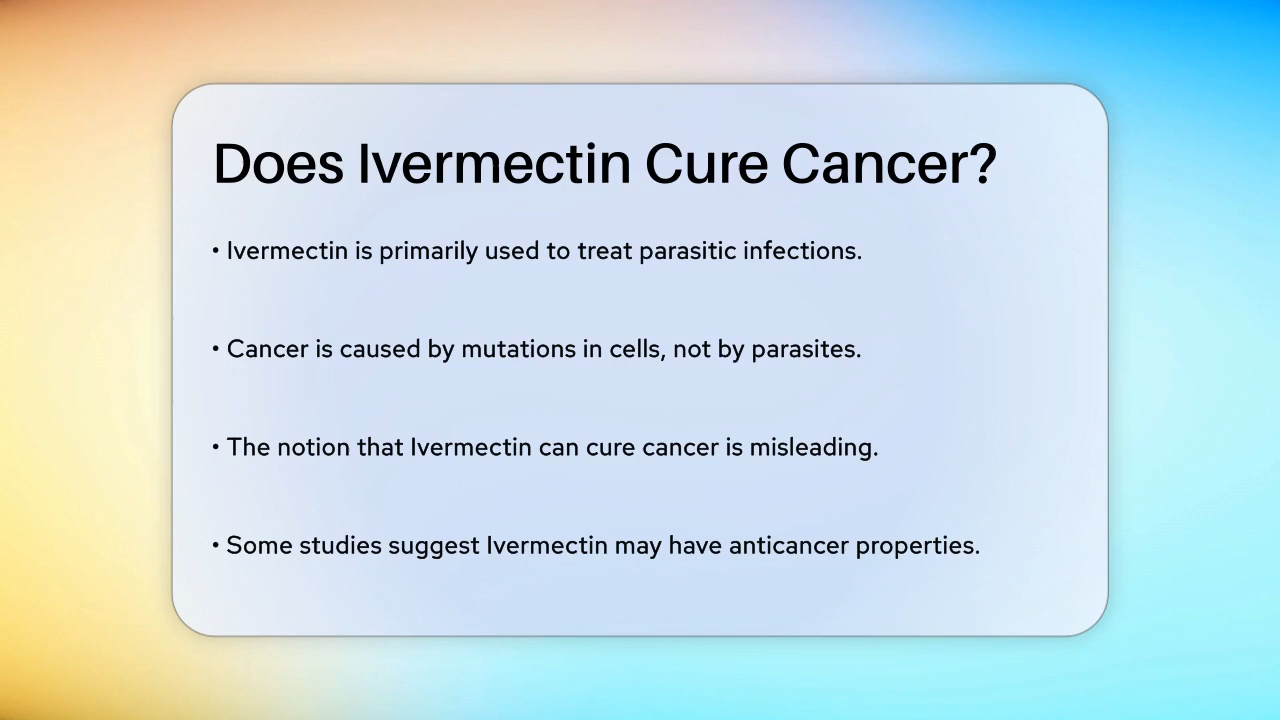 Does Ivermectin Cure Cancer?
• Ivermectin is primarily used to treat parasitic infections.
• Cancer is caused by mutations in cells, not by parasites.
• The notion that Ivermectin can cure cancer is misleading.
• Some studies suggest Ivermectin may have anticancer properties.